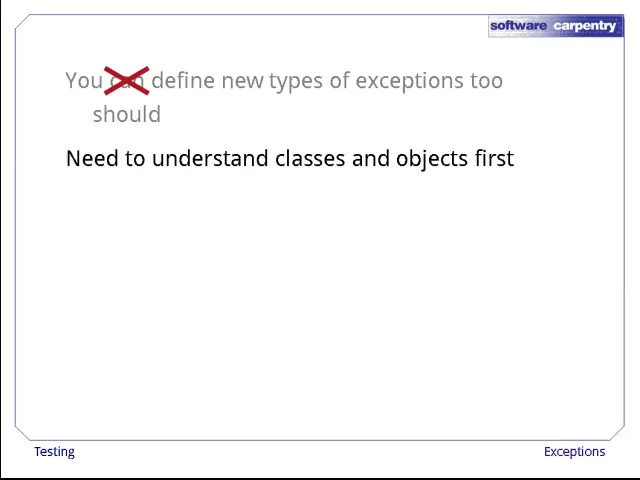 software carpentry
You can define new types of exceptions too
should
Need to understand classes and objects first
Testing
Exceptions